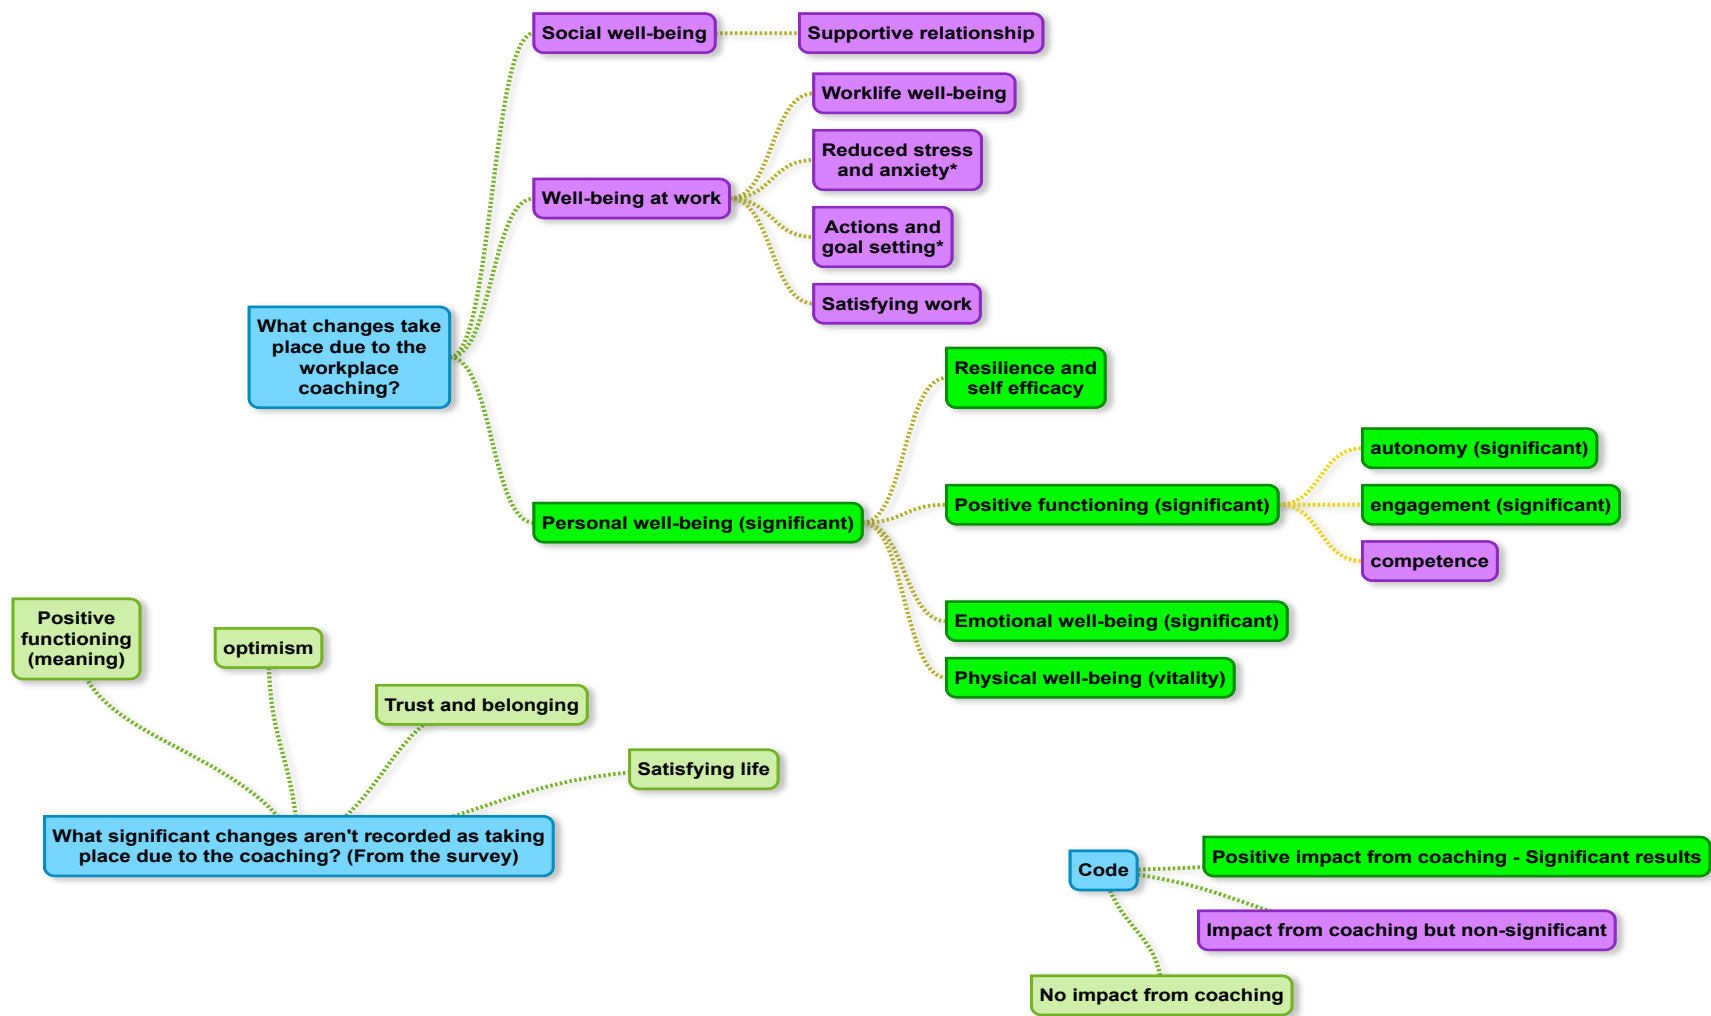 Social well-being
Supportive relationship
Worklife well-being
Reduced stress
and anxiety*
Well-being at work
Actions and
goal setting*
Satisfying work
What changes take
place due to the
workplace
coaching?
Resilience and
self efficacy
autonomy (significant)
Positive functioning (significant)
engagement (significant)
Personal well-being (significant)
competence
Emotional well-being (significant)
Physical well-being (vitality)
Positive
functioning
(meaning)
optimism
Trust and belonging
Satisfying life
What significant changes aren't recorded as taking
place due to the coaching? (From the survey)
Code
Positive impact from coaching - Significant results
Impact from coaching but non-significant
No impact from coaching